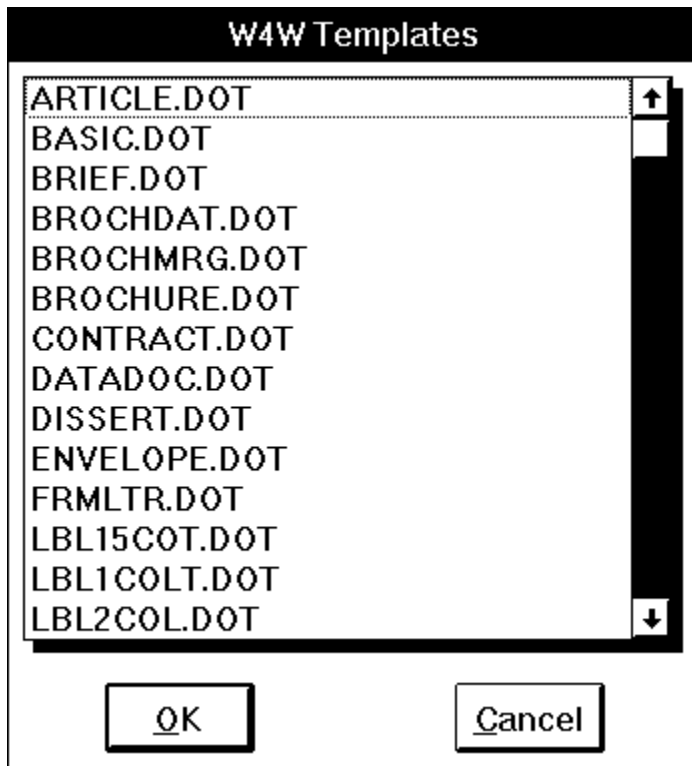 W4W Templates
ARTICLE.DOT
BASIC.DOT
BRIEF.DOT
BROCHDAT.DOT
BROCHMRG.DOT
BROCHURE.DOT
CONTRACT.DOT
DATADOC.DOT
DISSERT.DOT
ENVELOPE.DOT
FRMLTR.DOT
LBL15COT.DOT
LBL1COLT.DOT
LBL2COL.DOT
OK Cancel